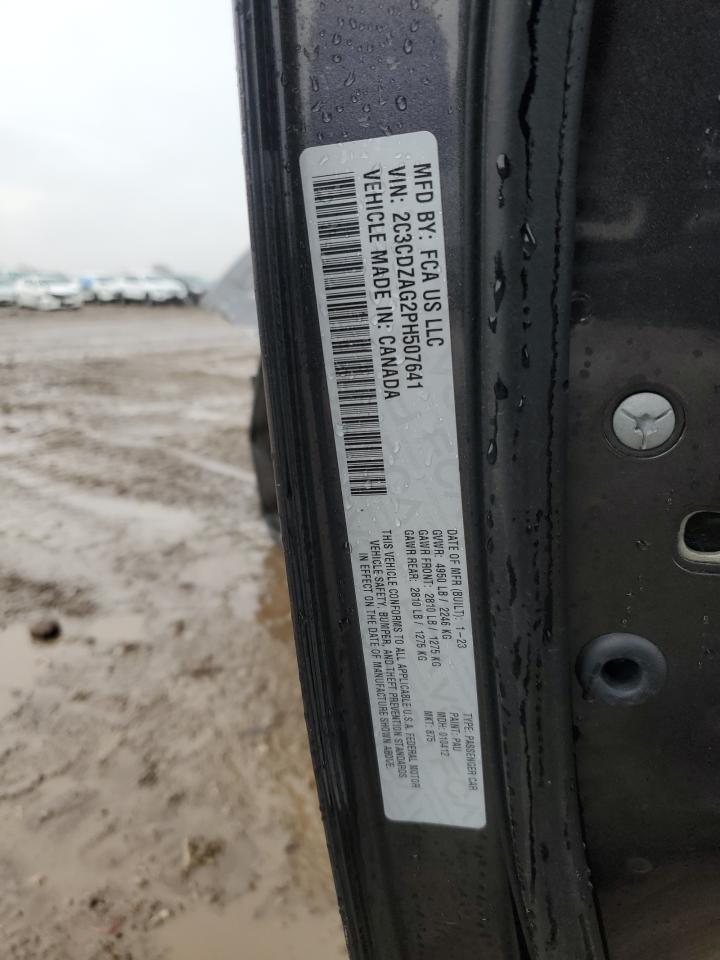 MFD BY: FCA US LLC
VIN: 2C3CDZAG2PH507641
VEHICLE MADE IN: CANADA
DATE OF MFR (BUILT): 1-23
GVWR: 4950 LB / 2246 KG
GAWR FRONT: 2810 LB / 1275 KG
GAWR REAR: 2810 LB / 1275 KG
THIS VEHICLE CONFORMS TO ALL APPLICABLE U.S.A. FEDERAL MOTOR
VEHICLE SAFETY, BUMPER, AND THEFT PREVENTION STANDARDS
IN EFFECT ON THE DATE OF MANUFACTURE SHOWN ABOVE.
TYPE: PASSENGER CAR
PAINT: PAU
MDH: 010412
MKT: 875